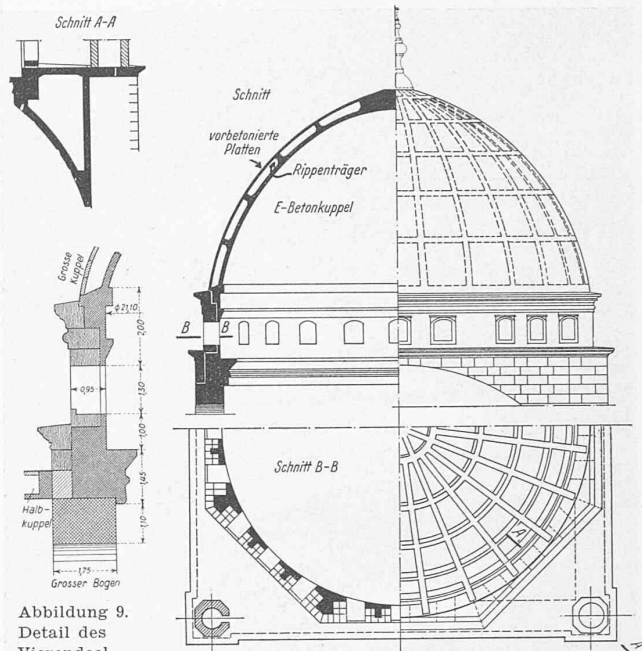 Schnitt A-A
Schnitt
vorbetonierte
Platten
Rippenträger
E-Betonkuppel
Grosse
Kuppel
⌀21,10
2,00
B B
0,95
1,30
1,00
1,45
Halb-
kuppel
1,10
1,75
Grosser Bogen
Schnitt B-B
A
Abbildung 9.
Detail des